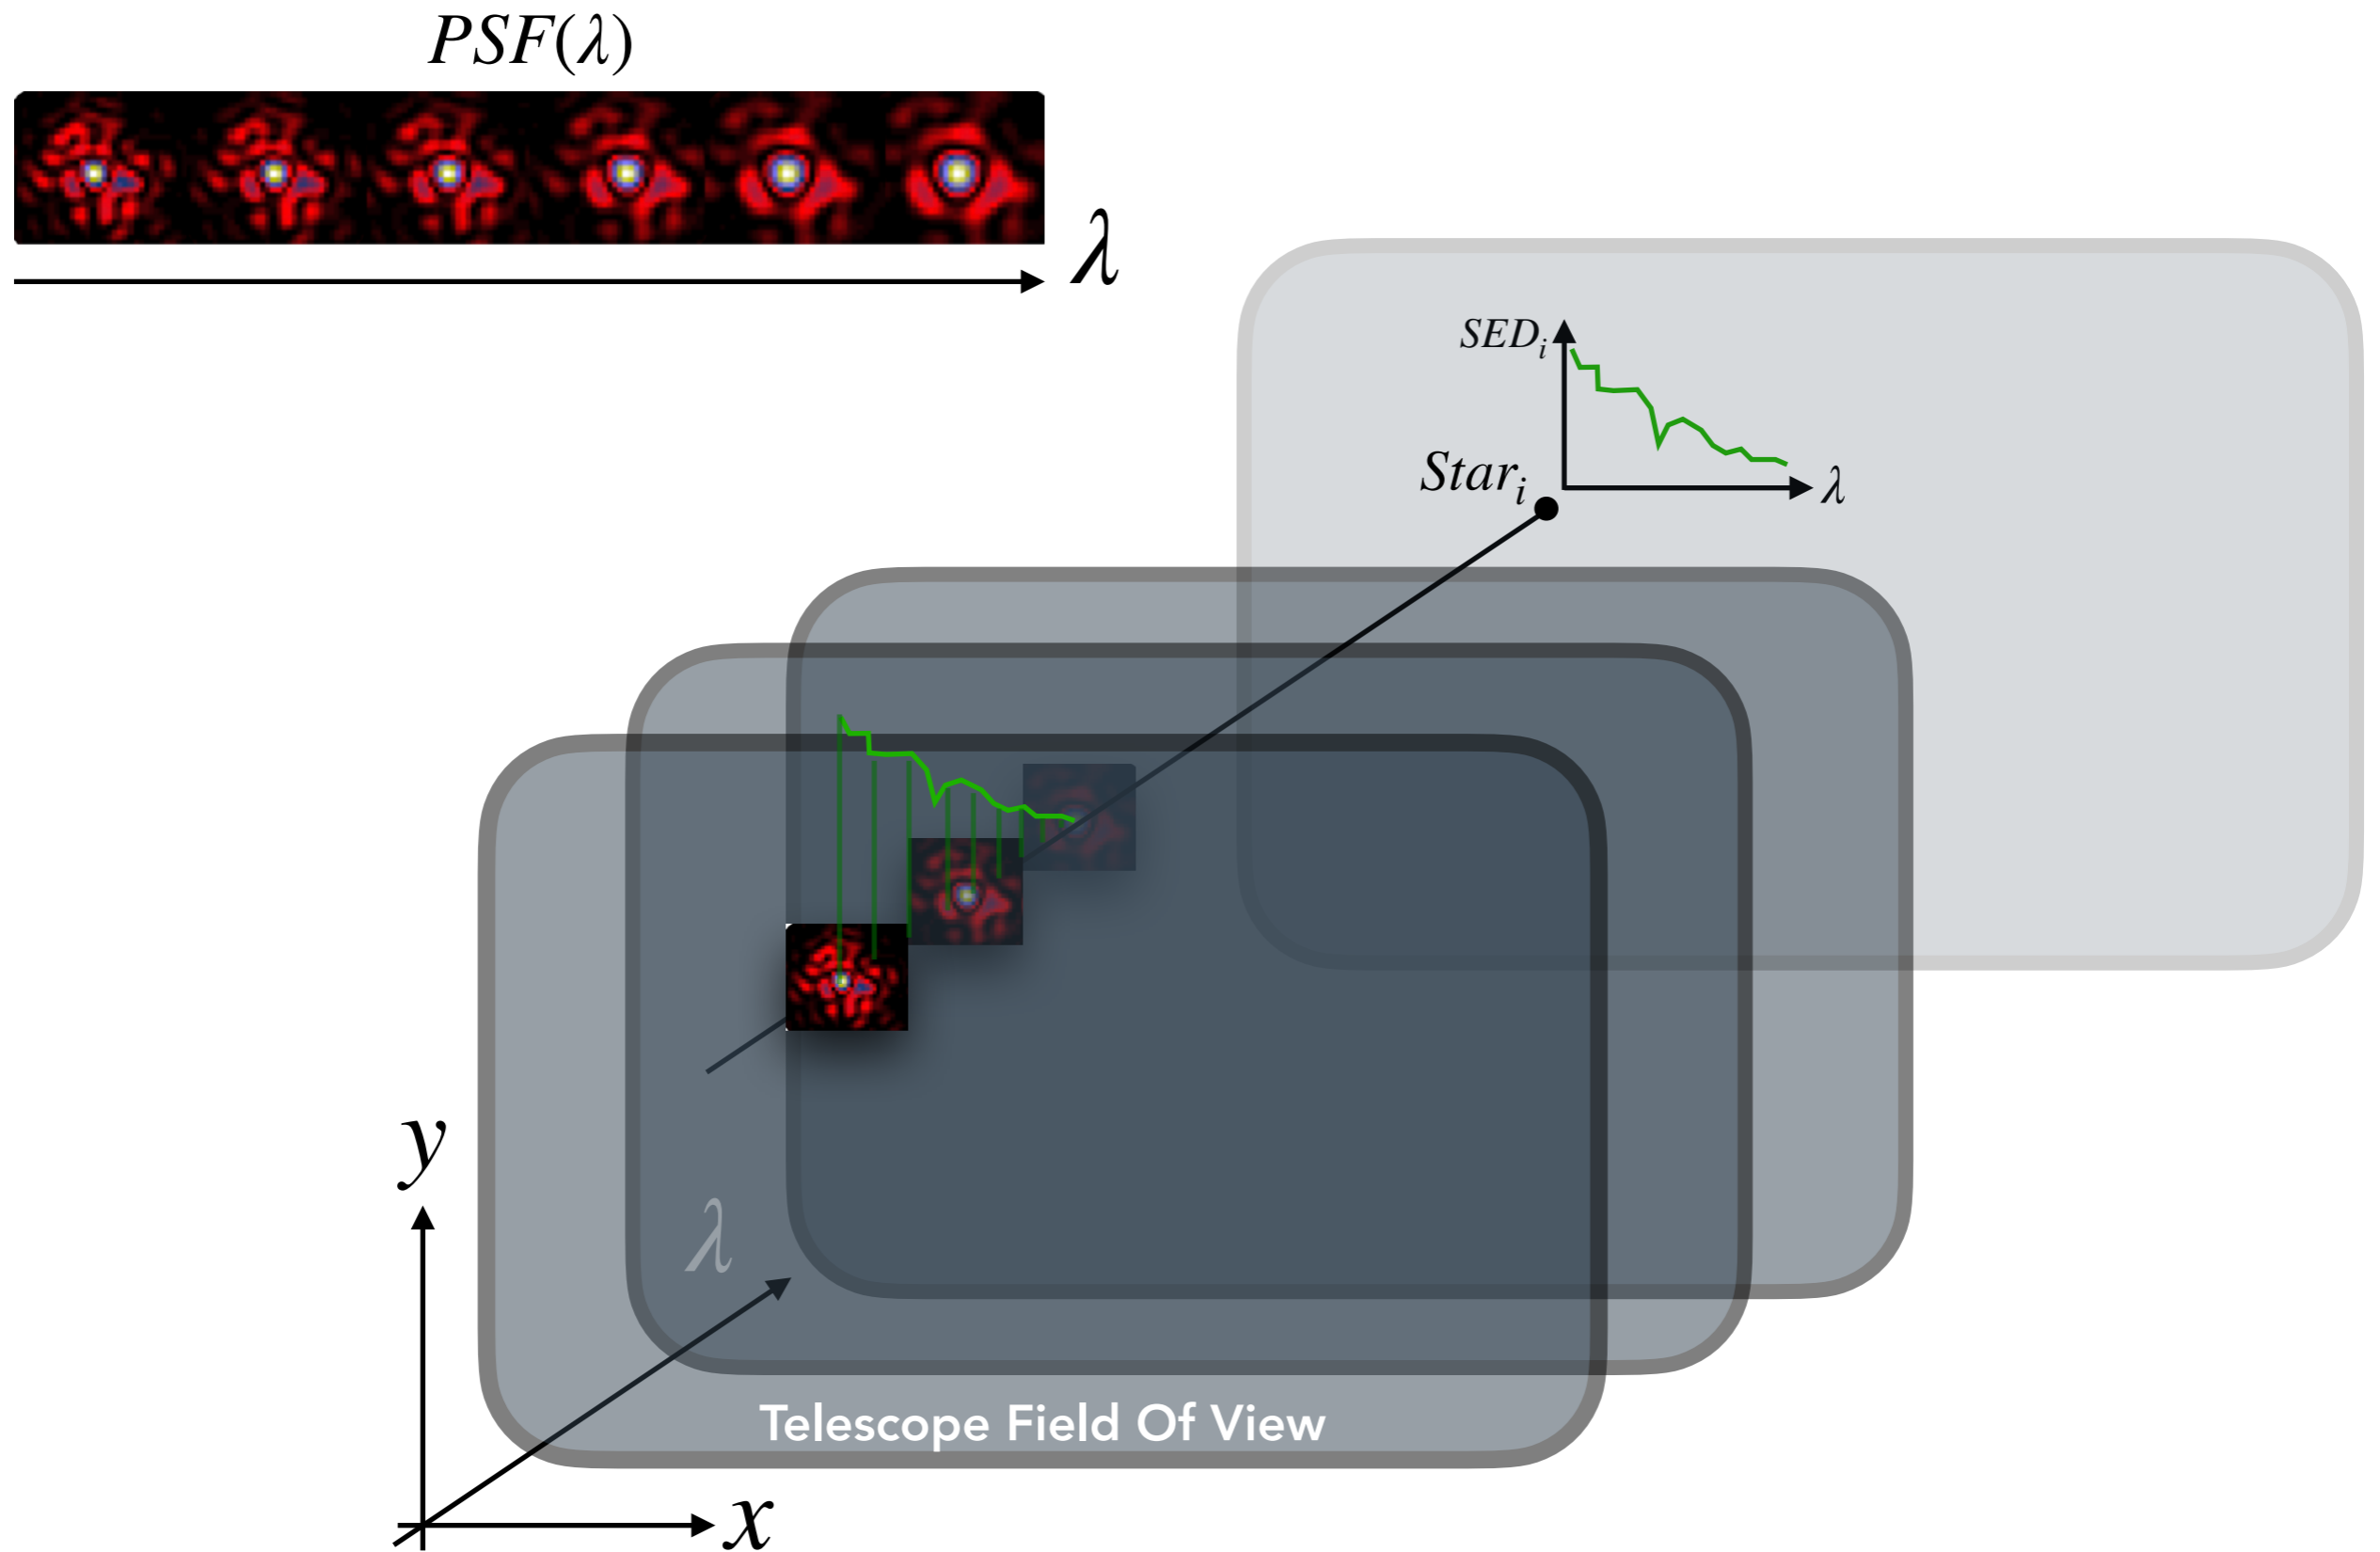 PSF(λ)
λ
SEDᵢ
Starᵢ
λ
y
λ
Telescope Field Of View
x